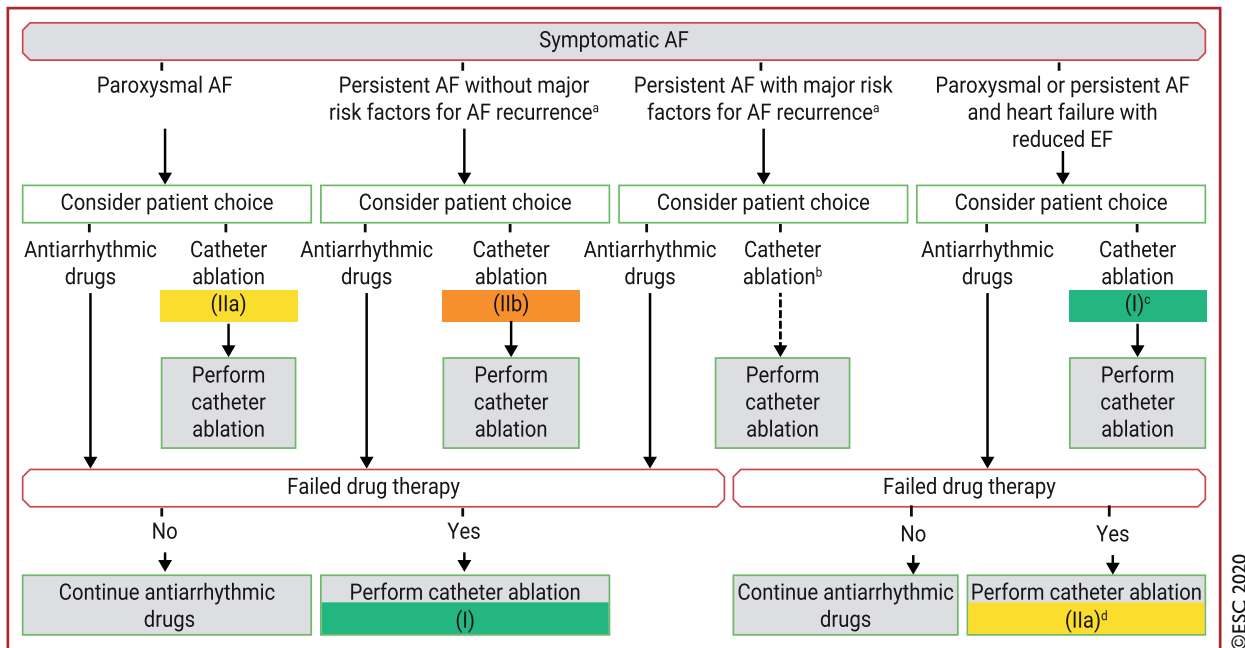 Symptomatic AF
Paroxysmal AF
Persistent AF without major
risk factors for AF recurrenceᵃ
Persistent AF with major risk
factors for AF recurrenceᵃ
Paroxysmal or persistent AF
and heart failure with
reduced EF
Consider patient choice
Consider patient choice
Consider patient choice
Consider patient choice
Antiarrhythmic
drugs
Catheter
ablation
(IIa)
Antiarrhythmic
drugs
Catheter
ablation
(IIb)
Antiarrhythmic
drugs
Catheter
ablationᵇ
Antiarrhythmic
drugs
Catheter
ablation
(I)ᶜ
Perform
catheter
ablation
Perform
catheter
ablation
Perform
catheter
ablation
Perform
catheter
ablation
Failed drug therapy
Failed drug therapy
No
Yes
No
Yes
Continue antiarrhythmic
drugs
Perform catheter ablation
(I)
Continue antiarrhythmic
drugs
Perform catheter ablation
(IIa)ᵈ
©ESC 2020